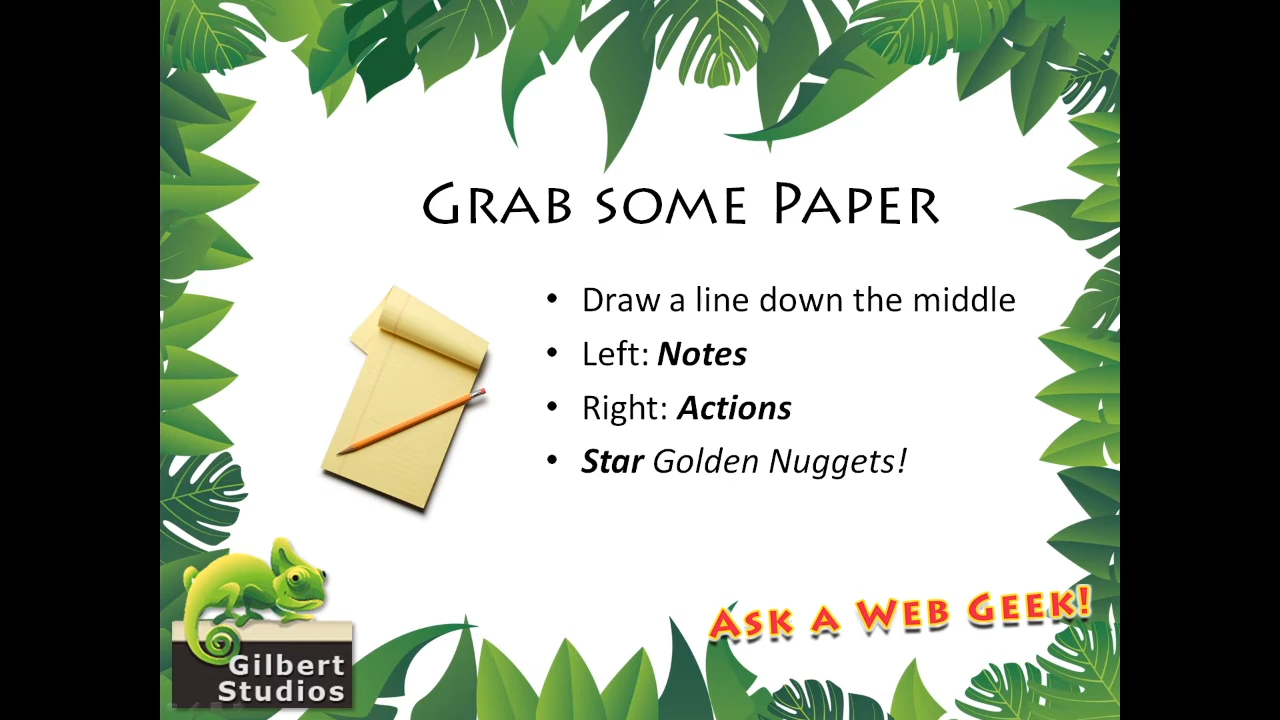 Grab some Paper
• Draw a line down the middle
• Left: Notes
• Right: Actions
• Star Golden Nuggets!
Ask a Web Geek!
Gilbert
Studios